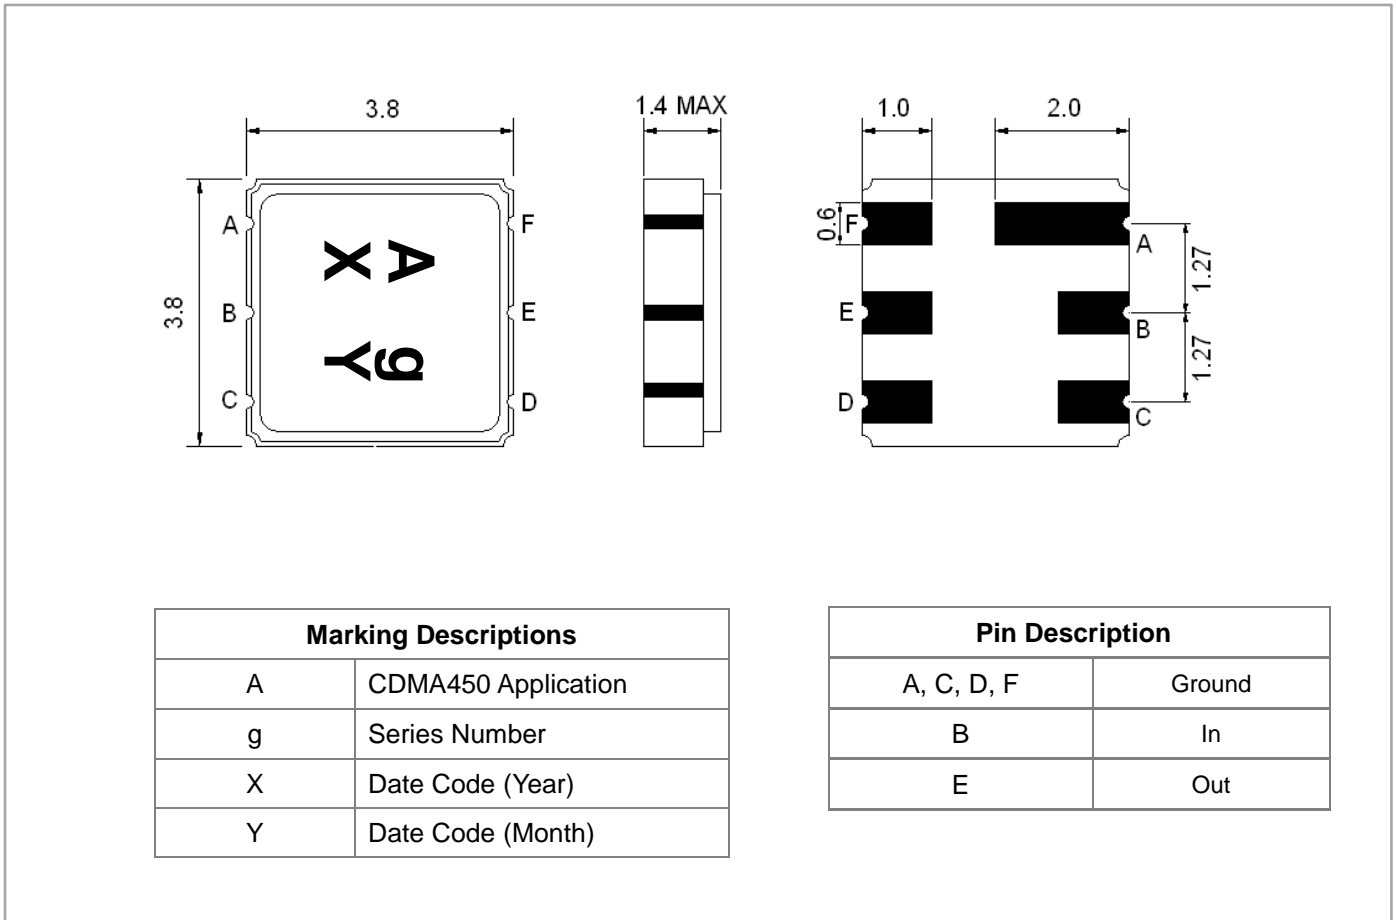 3.8
1.4 MAX
1.0
2.0
3.8
A
B
C
F
E
D
A g
X Y
0.6
F
E
D
A
B
C
1.27
1.27
Marking Descriptions
A CDMA450 Application
g Series Number
X Date Code (Year)
Y Date Code (Month)
Pin Description
A, C, D, F Ground
B In
E Out